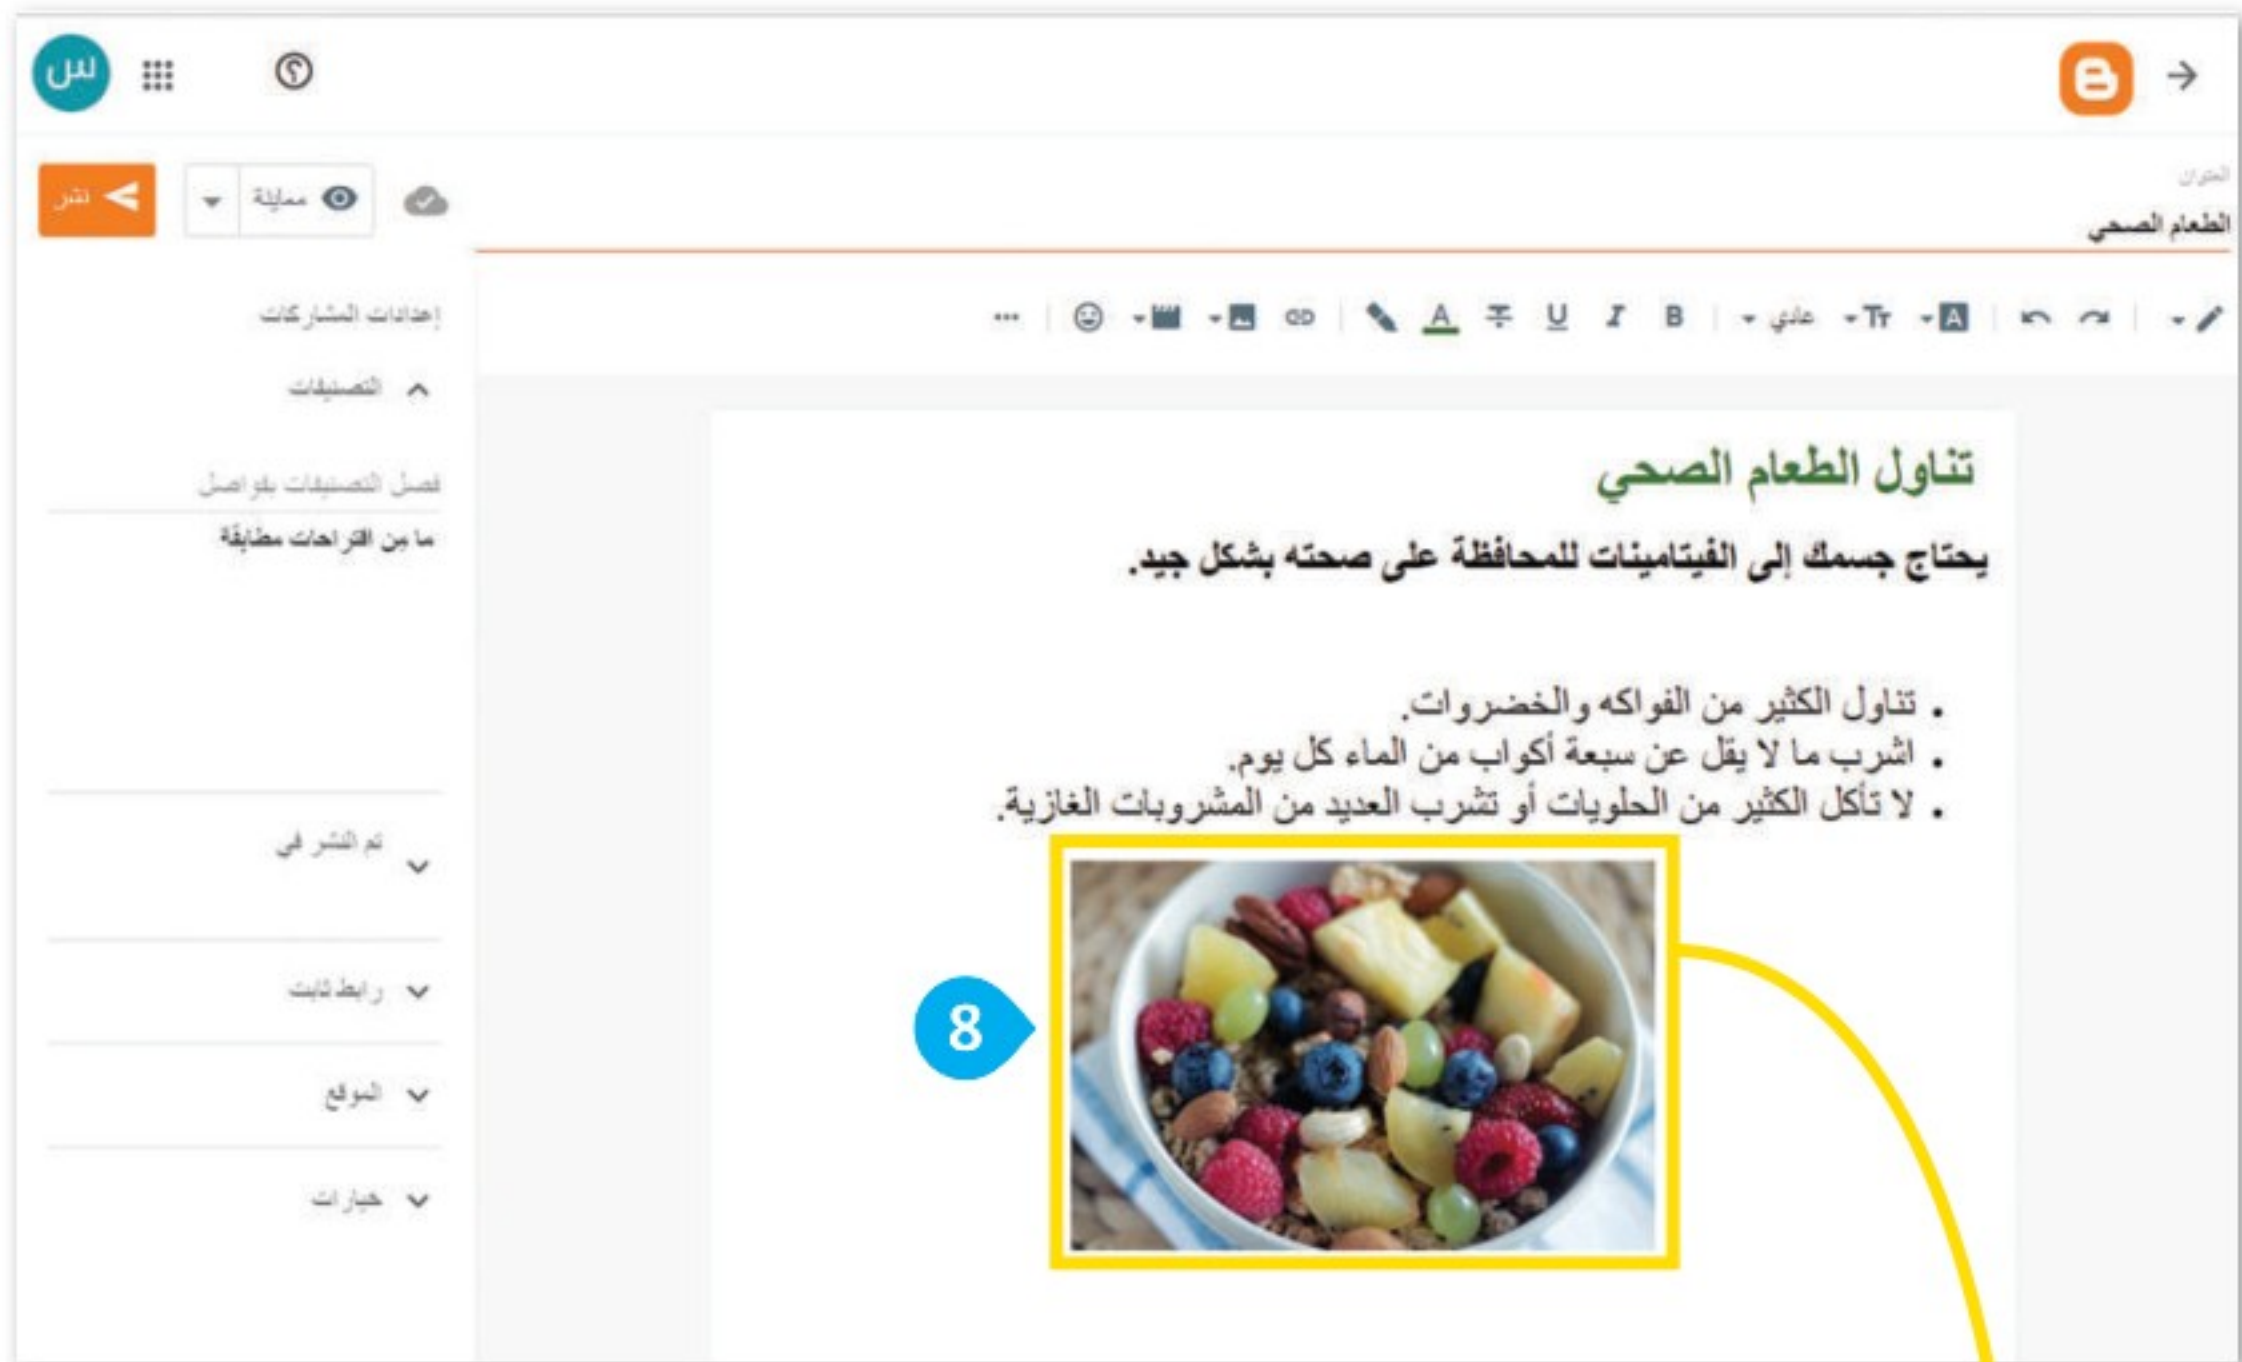 س
العنوان
الطعام الصحي
معاينة
نشر
عادي
B I U A
تناول الطعام الصحي
يحتاج جسمك إلى الفيتامينات للمحافظة على صحته بشكل جيد.
• تناول الكثير من الفواكه والخضروات.
• اشرب ما لا يقل عن سبعة أكواب من الماء كل يوم.
• لا تأكل الكثير من الحلويات أو تشرب العديد من المشروبات الغازية.
8
إعدادات المشاركات
التصنيفات
فصل التصنيفات بفواصل
ما مِن اقتراحات مطابقة
تم النشر في
رابط ثابت
الموقع
خيارات